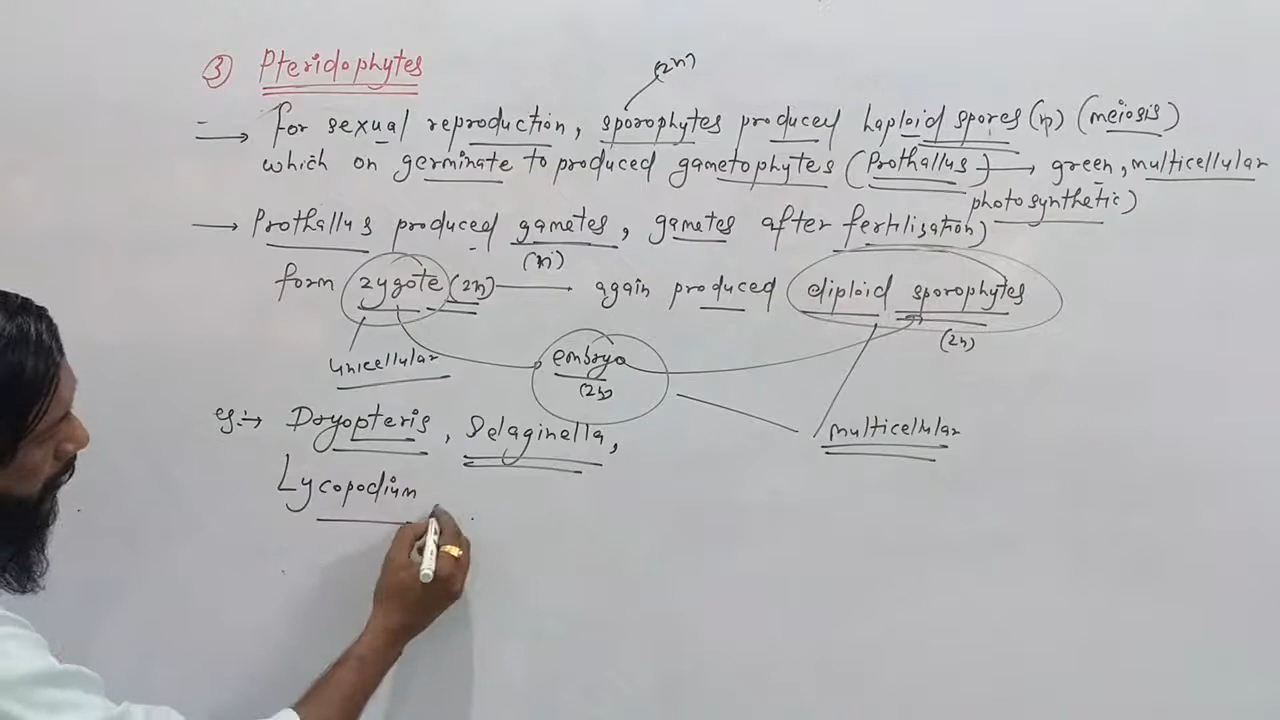 ③ Pteridophytes
(2n)
→ For sexual reproduction, sporophytes produced haploid spores (n) (meiosis)
which on germinate to produced gametophytes (Prothallus) → green, multicellular
photosynthetic)
→ Prothallus produced gametes, gametes after fertilisation)
(n)
form zygote (2n) again produced diploid sporophytes
(2n)
unicellular
embryo
(2n)
multicellular
eg:→ Dryopteris, Selaginella,
Lycopodium